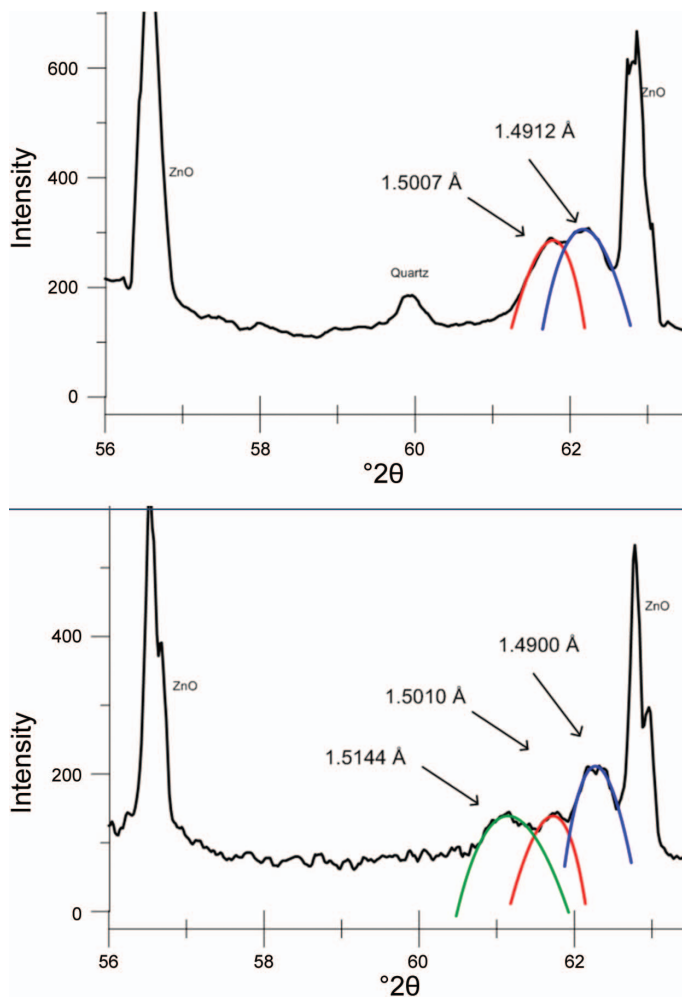 600
400
200
0
Intensity
ZnO
Quartz
1.5007 Å
1.4912 Å
ZnO
56
58
60
62
°2θ
400
200
0
Intensity
ZnO
1.5144 Å
1.5010 Å
1.4900 Å
ZnO
56
58
60
62
°2θ